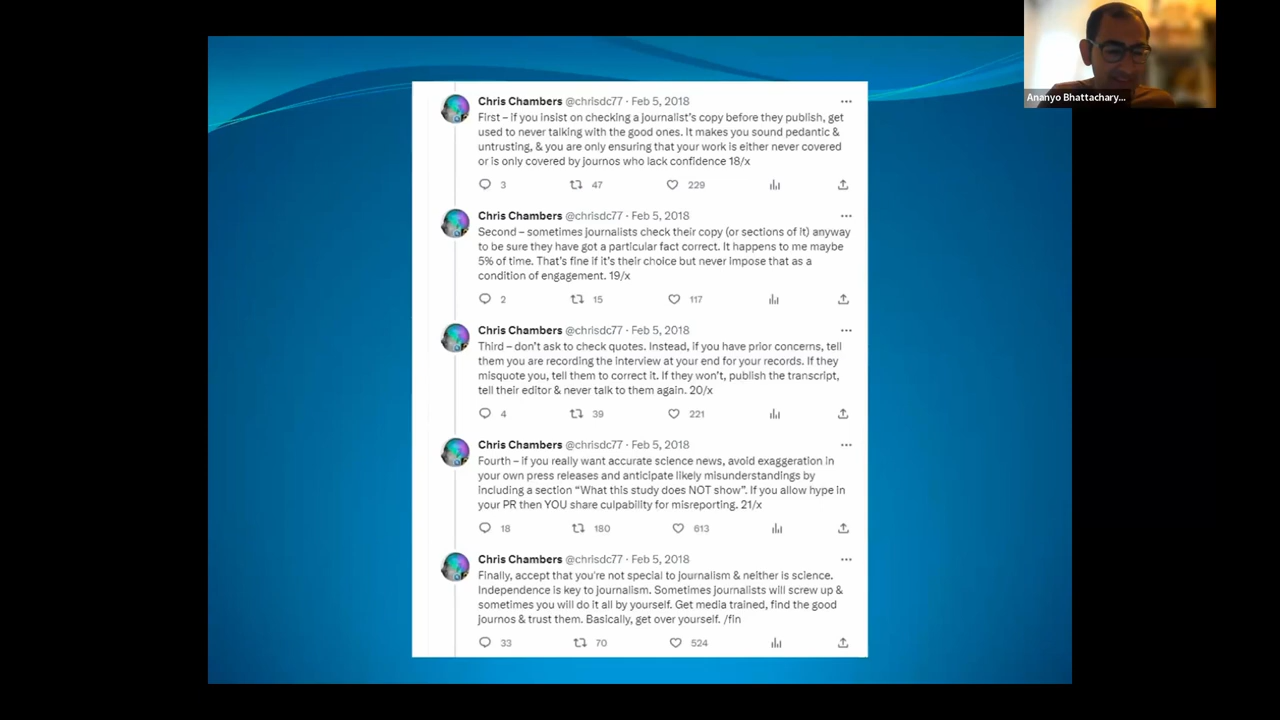 Ananyo Bhattachary...
Chris Chambers @chrisdc77 · Feb 5, 2018
First – if you insist on checking a journalist's copy before they publish, get
used to never talking with the good ones. It makes you sound pedantic &
untrusting, & you are only ensuring that your work is either never covered
or is only covered by journos who lack confidence 18/x
3 47 229
Chris Chambers @chrisdc77 · Feb 5, 2018
Second – sometimes journalists check their copy (or sections of it) anyway
to be sure they have got a particular fact correct. It happens to me maybe
5% of time. That's fine if it's their choice but never impose that as a
condition of engagement. 19/x
2 15 117
Chris Chambers @chrisdc77 · Feb 5, 2018
Third – don't ask to check quotes. Instead, if you have prior concerns, tell
them you are recording the interview at your end for your records. If they
misquote you, tell them to correct it. If they won't, publish the transcript,
tell their editor & never talk to them again. 20/x
4 39 221
Chris Chambers @chrisdc77 · Feb 5, 2018
Fourth – if you really want accurate science news, avoid exaggeration in
your own press releases and anticipate likely misunderstandings by
including a section "What this study does NOT show". If you allow hype in
your PR then YOU share culpability for misreporting. 21/x
18 180 613
Chris Chambers @chrisdc77 · Feb 5, 2018
Finally, accept that you're not special to journalism & neither is science.
Independence is key to journalism. Sometimes journalists will screw up &
sometimes you will do it all by yourself. Get media trained, find the good
journos & trust them. Basically, get over yourself. /fin
33 70 524